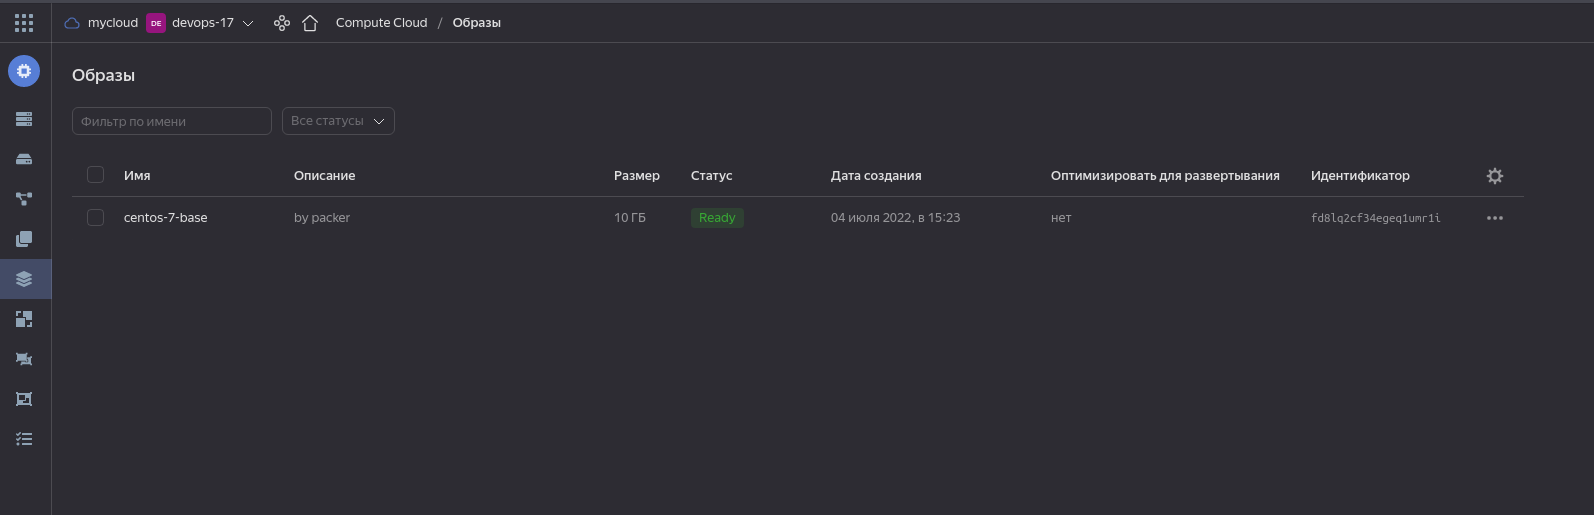 mycloud DE devops-17 Compute Cloud / Образы
Образы
Фильтр по имени Все статусы
Имя Описание Размер Статус Дата создания Оптимизировать для развертывания Идентификатор
centos-7-base by packer 10 ГБ Ready 04 июля 2022, в 15:23 нет fd8lq2cf34egeq1umr1i